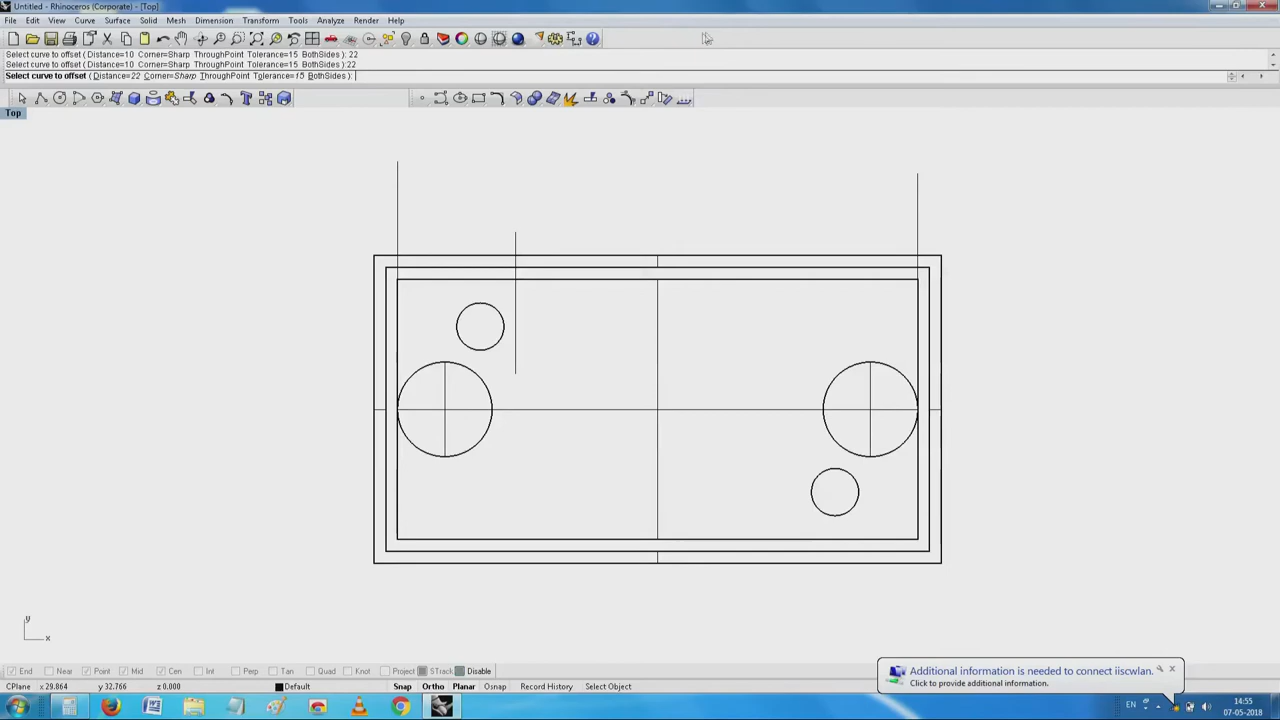 Untitled - Rhinoceros (Corporate) - [Top]
File Edit View Curve Surface Solid Mesh Dimension Transform Tools Analyze Render Help
Select curve to offset ( Distance=10 Corner=Sharp ThroughPoint Tolerance=15 BothSides ): 22
Select curve to offset ( Distance=10 Corner=Sharp ThroughPoint Tolerance=15 BothSides ):22
Select curve to offset ( Distance=22 Corner=Sharp ThroughPoint Tolerance=15 BothSides ):
Top
y
x
End Near Point Mid Cen Int Perp Tan Quad Knot Project STrack Disable
Additional information is needed to connect iiscwlan.
Click to provide additional information.
CPlane x 29.864 y 32.766 z 0.000 Default Snap Ortho Planar Osnap Record History Select Object
EN
14:55
07-05-2018